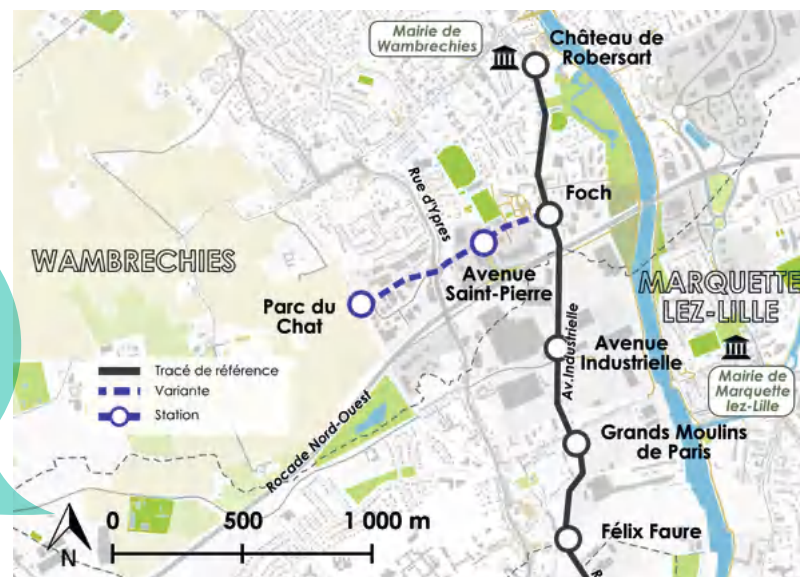 Mairie de
Wambrechies
Château de
Robersart
Foch
Rue d'Ypres
WAMBRECHIES
Avenue
Saint-Pierre
Parc du
Chat
MARQUETTE
LEZ-LILLE
Avenue
Industrielle
Av.Industrielle
Mairie de
Marquette
lez-Lille
Tracé de référence
Variante
Station
Rocade Nord-Ouest
Grands Moulins
de Paris
Félix Faure
N
0 500 1 000 m
R